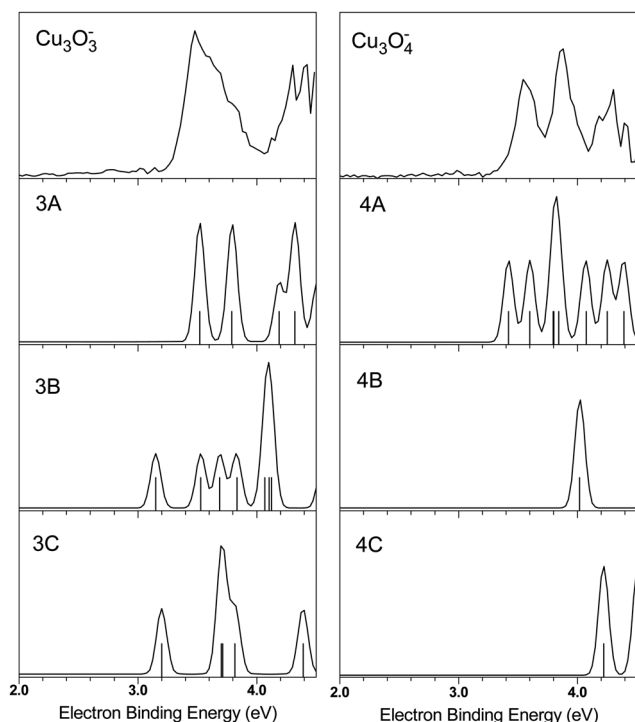 Cu₃O₃⁻
Cu₃O₄⁻
3A
4A
3B
4B
3C
4C
2.0 3.0 4.0
2.0 3.0 4.0
Electron Binding Energy (eV)
Electron Binding Energy (eV)